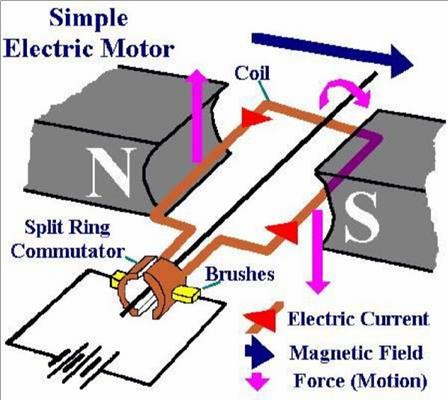 Simple
Electric Motor
Coil
N
S
Split Ring
Commutator
Brushes
Electric Current
Magnetic Field
Force (Motion)